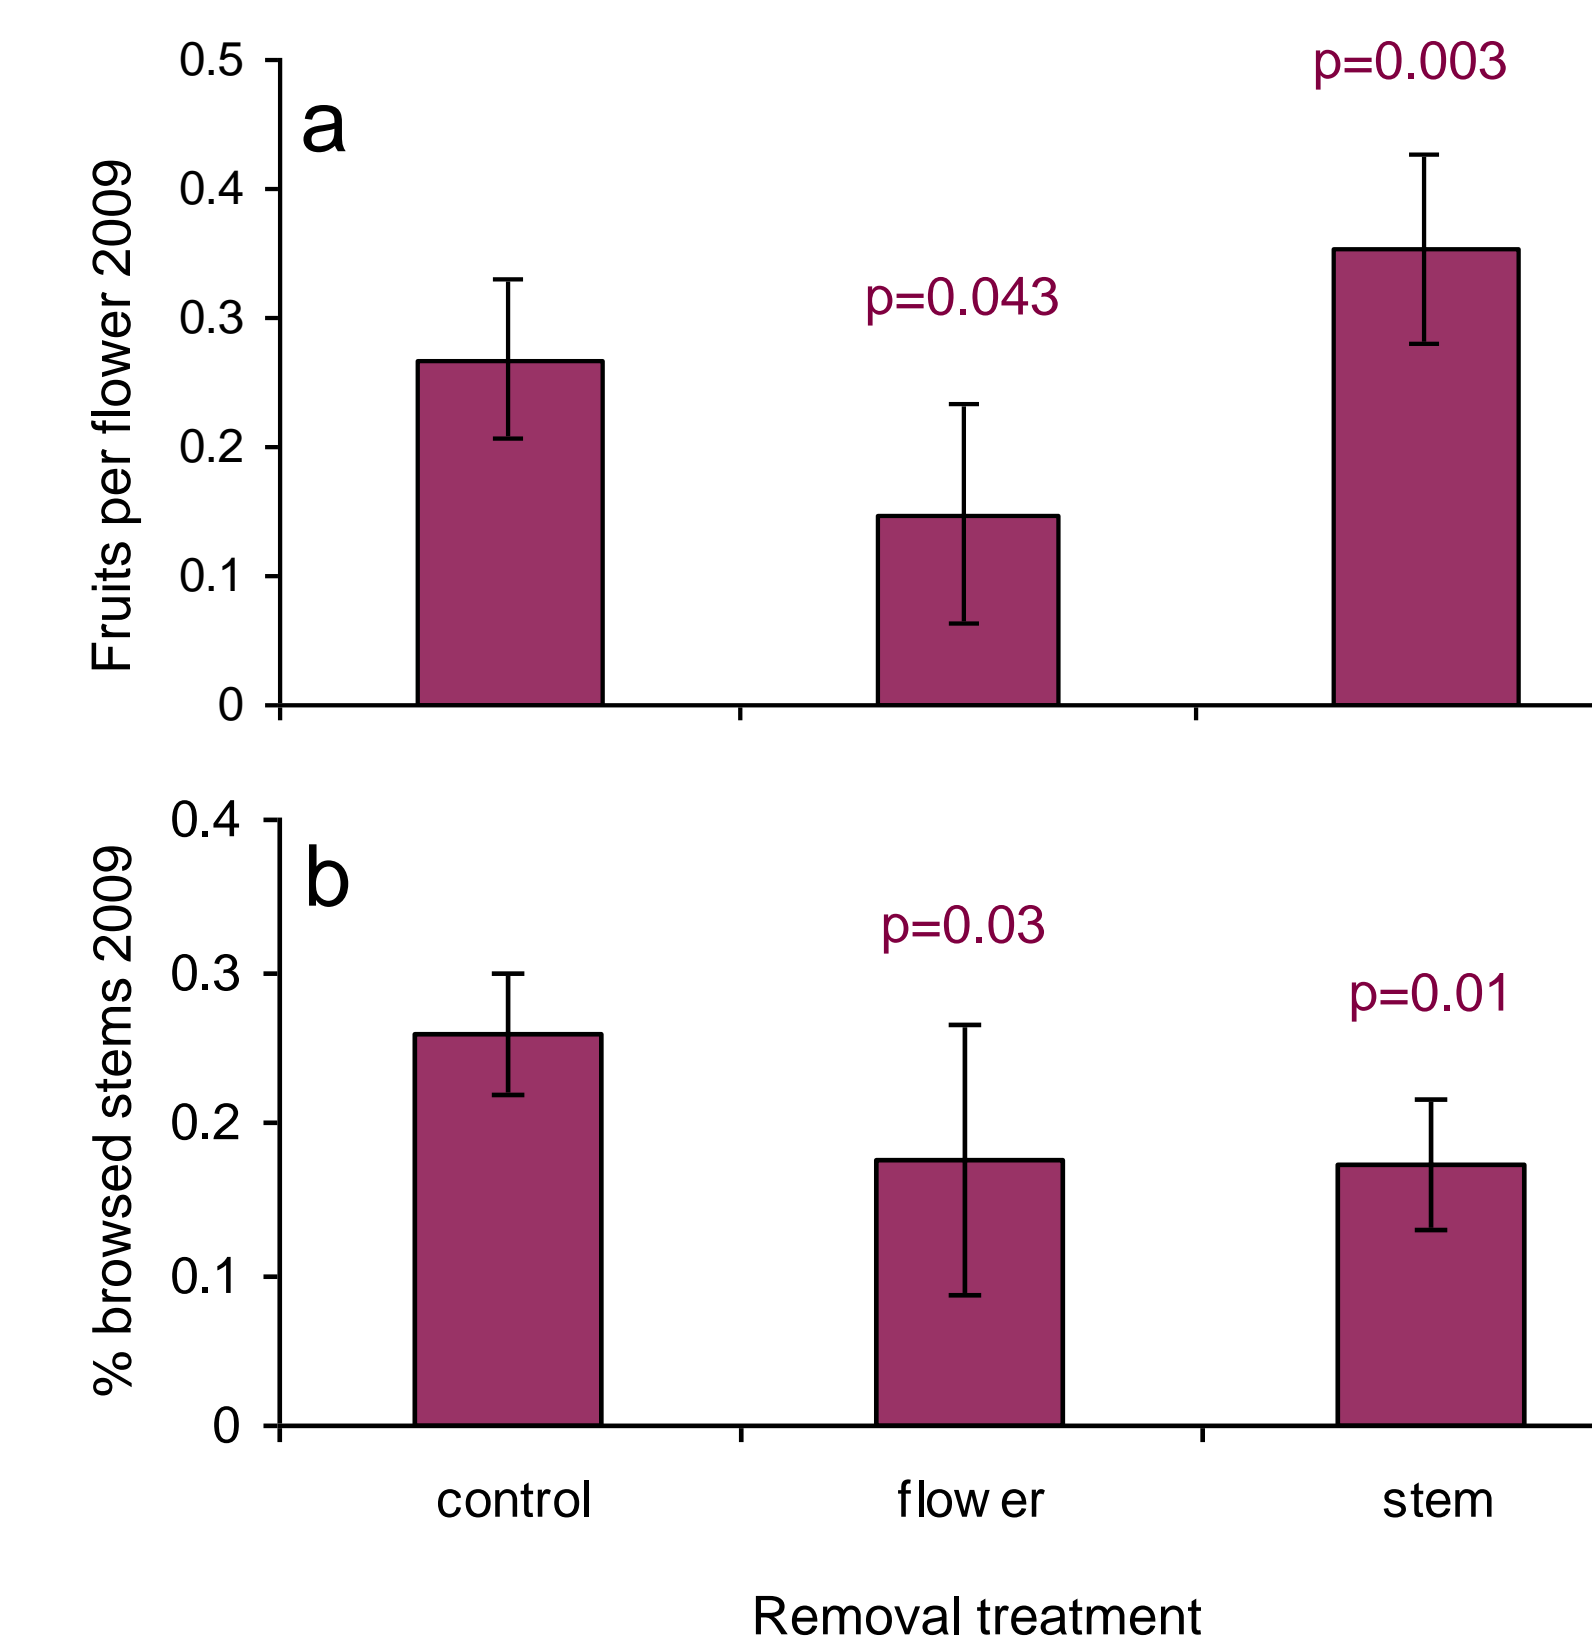 p=0.003
0.5
a
0.4
p=0.043
0.3
0.2
0.1
0
Fruits per flower 2009
0.4
b
p=0.03
0.3
p=0.01
0.2
0.1
0
% browsed stems 2009
control flower stem
Removal treatment